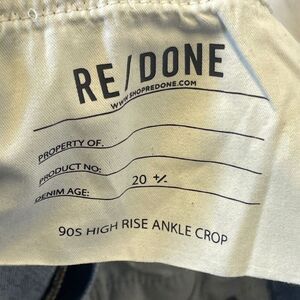 RE/DONE
WWW.SHOPREDONE.COM
PROPERTY OF:
PRODUCT NO:
DENIM AGE: 20 +/-
90S HIGH RISE ANKLE CROP